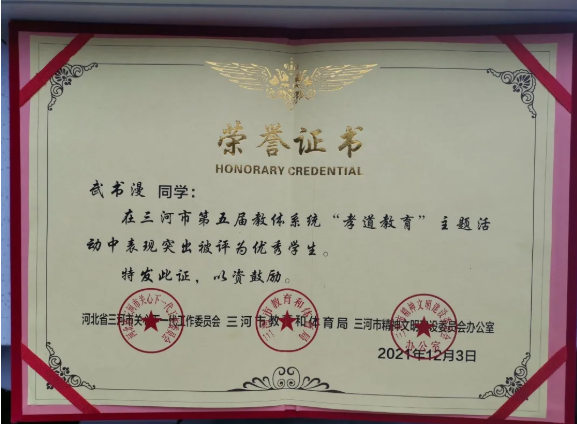 荣誉证书
HONORARY CREDENTIAL
武书漫 同学：
在三河市第五届教体系统“孝道教育”主题活
动中表现突出被评为优秀学生。
特发此证，以资鼓励。
河北省三河市关心下一代工作委员会 三河市教育和体育局 三河市精神文明建设委员会办公室
2021年12月3日